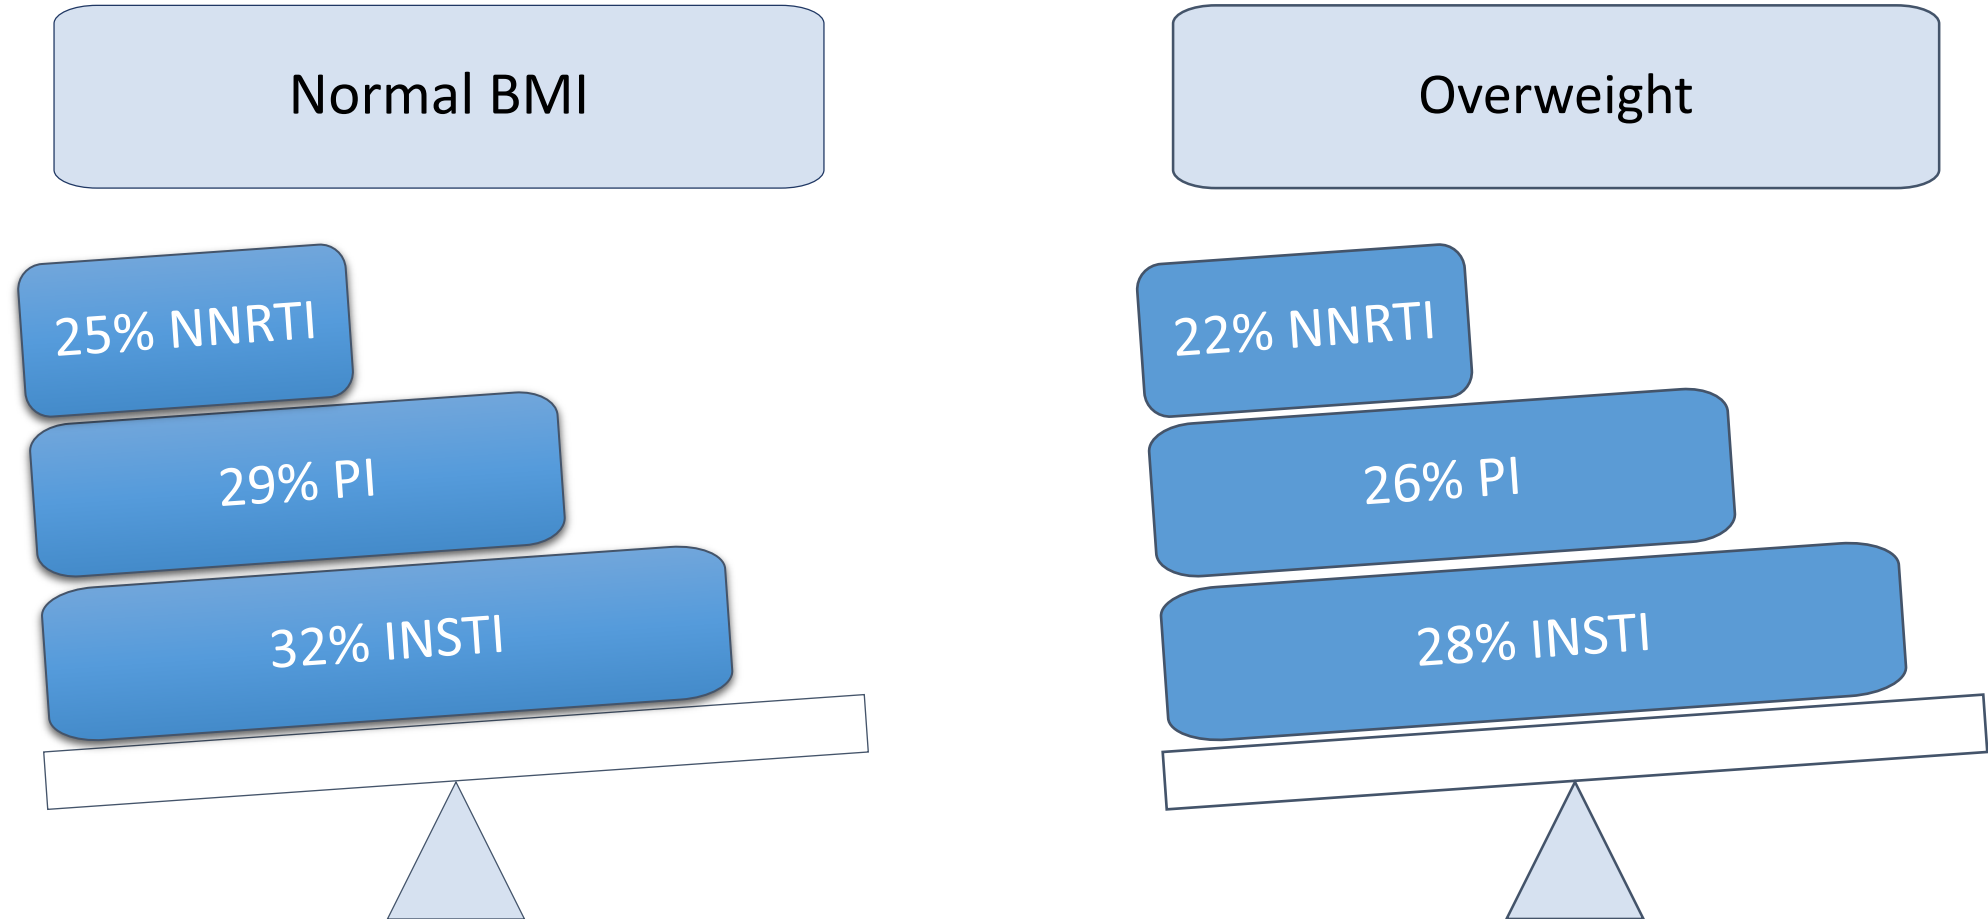 Normal BMI
25% NNRTI
29% PI
32% INSTI
Overweight
22% NNRTI
26% PI
28% INSTI